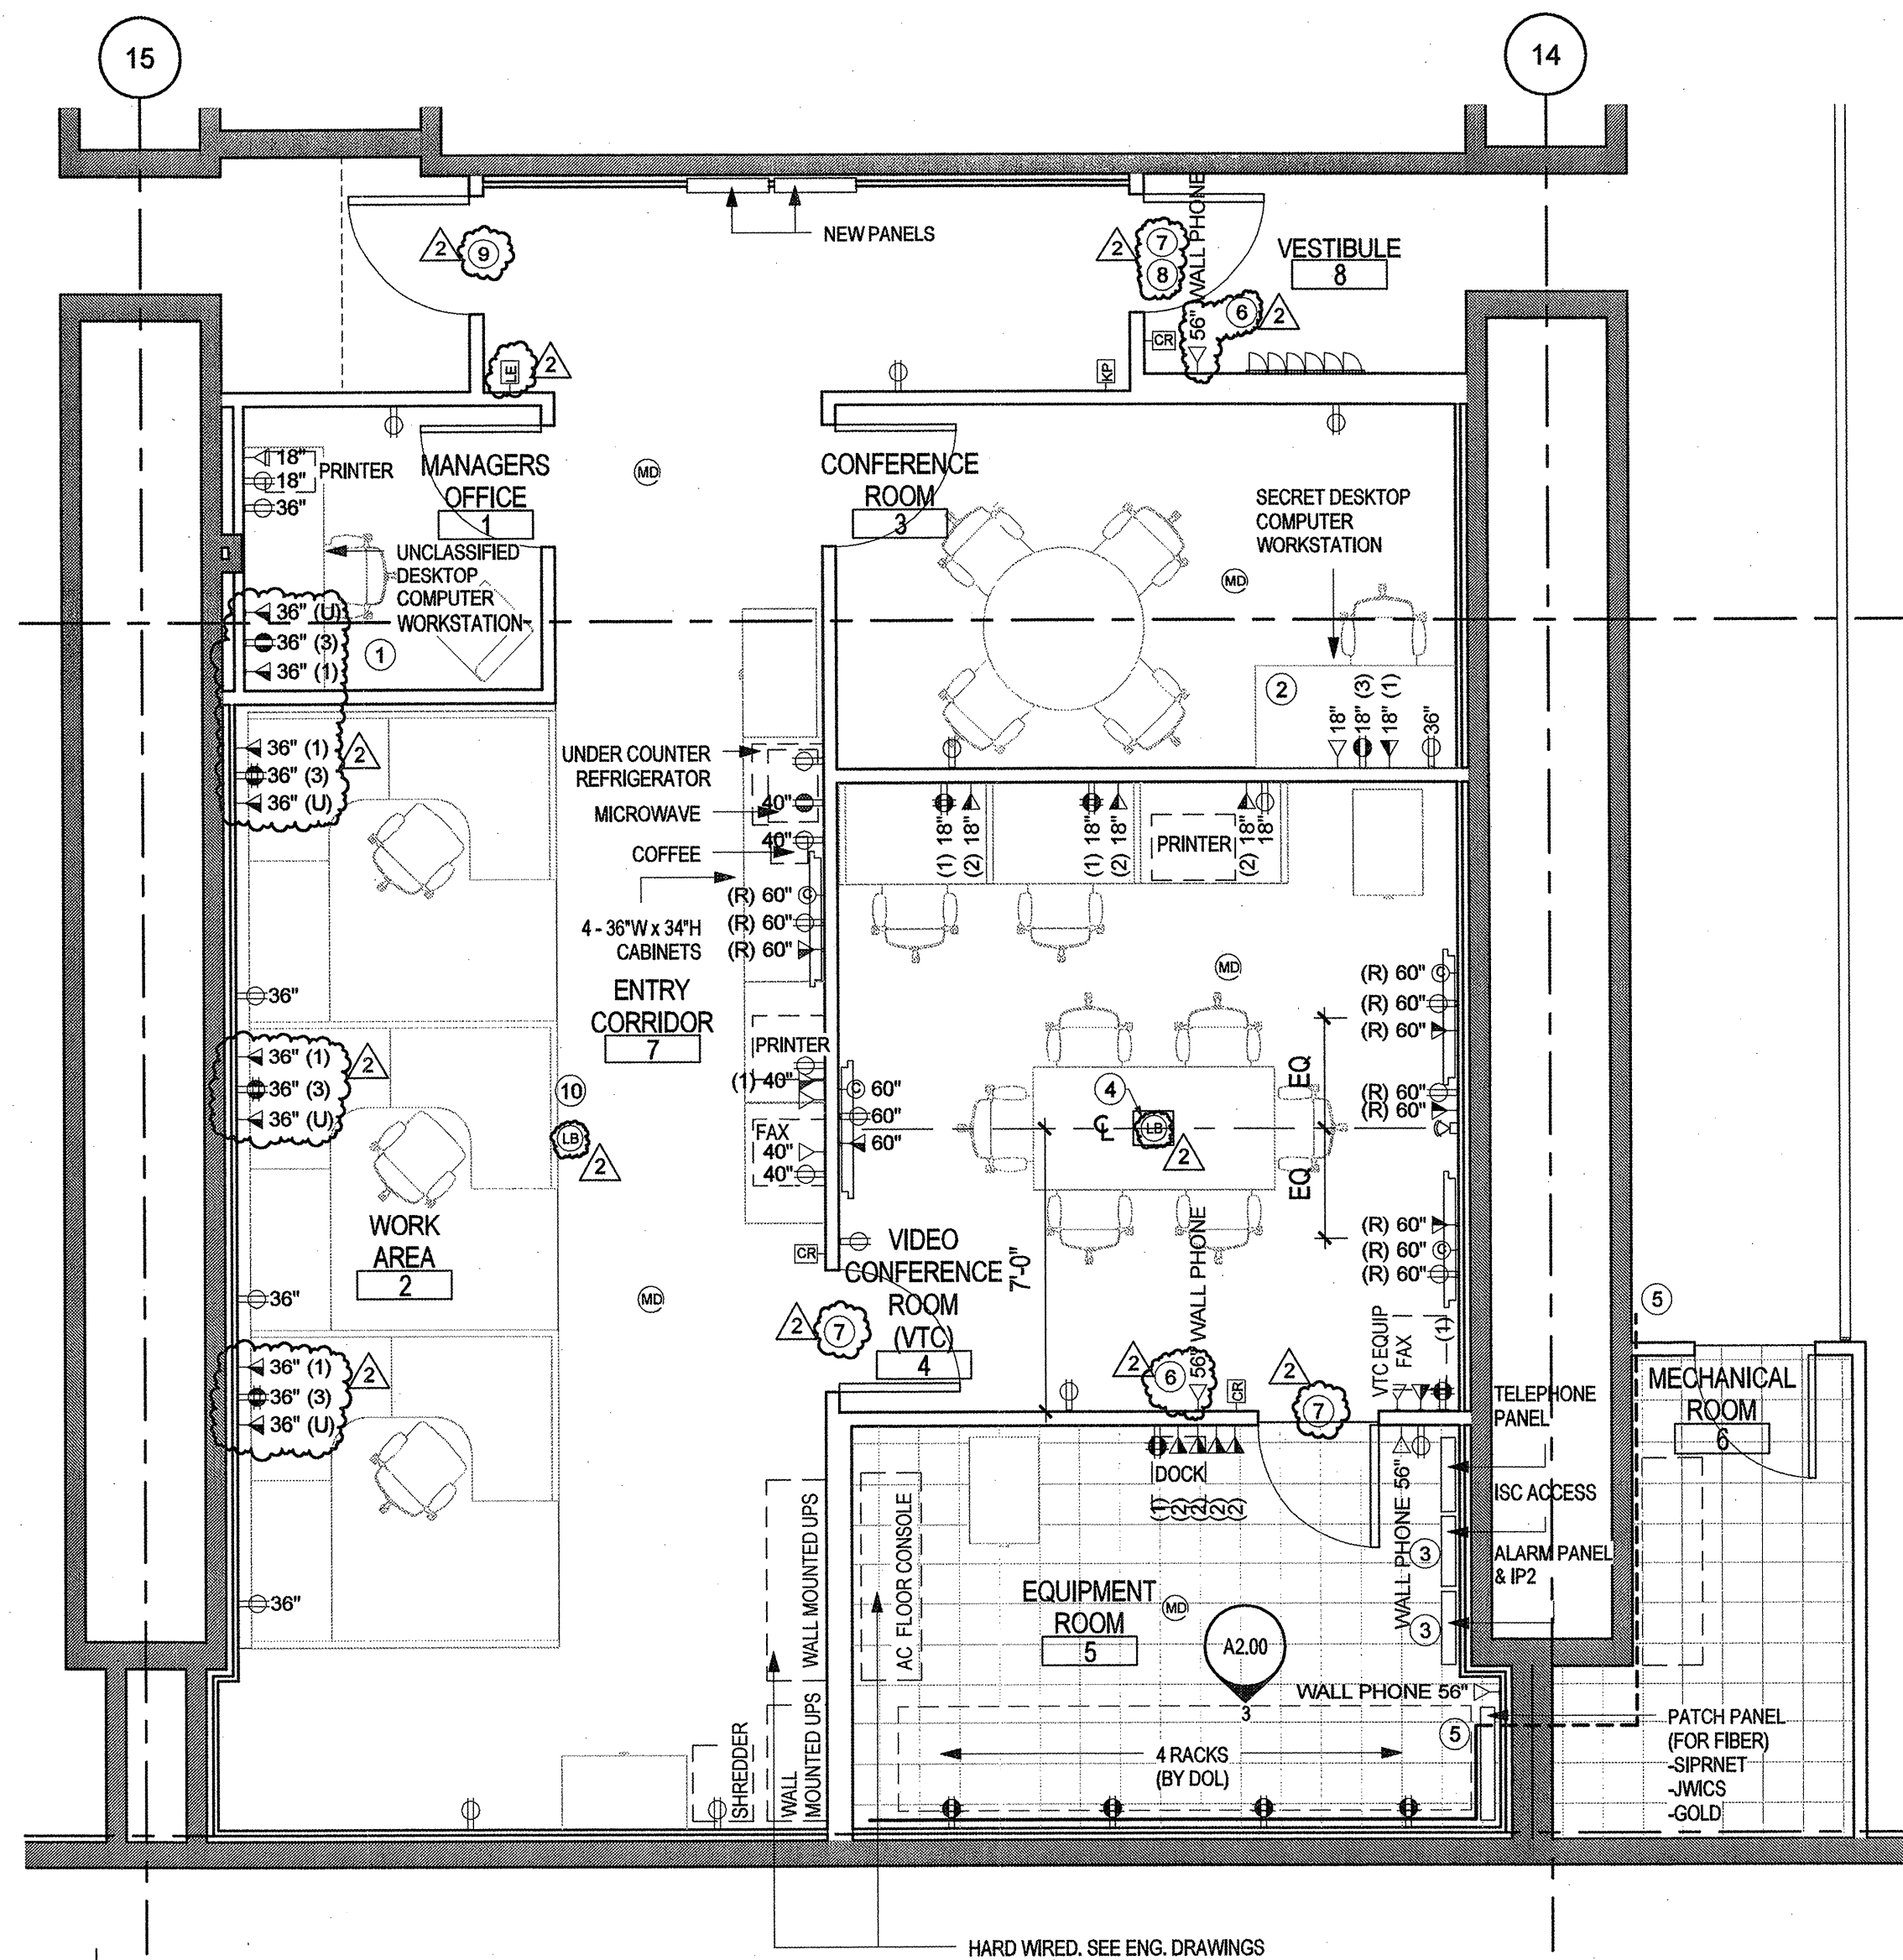 15
14
NEW PANELS
2
9
2
7
8
WALL PHONE
56"
6
2
VESTIBULE
8
CR
LE
2
KP
18"
18"
36"
PRINTER
MANAGERS
OFFICE
1
MD
UNCLASSIFIED
DESKTOP
COMPUTER
WORKSTATION
36" (U)
36" (3)
36" (1)
1
CONFERENCE
ROOM
3
MD
SECRET DESKTOP
COMPUTER
WORKSTATION
2
18"
18" (3)
18" (1)
36"
36" (1)
36" (3)
36" (U)
2
UNDER COUNTER
REFRIGERATOR
MICROWAVE
COFFEE
40"
40"
4 - 36"W x 34"H
CABINETS
(R) 60" C
(R) 60"
(R) 60"
(1) 18"
(2) 18"
(1) 18"
(2) 18"
PRINTER
(2) 18"
18"
MD
36"
ENTRY
CORRIDOR
7
36" (1)
36" (3)
36" (U)
2
10
LB
2
PRINTER
(1) 40"
FAX
40"
40"
C 60"
60"
60"
4
CL
LB
2
EQ
EQ
(R) 60" C
(R) 60"
(R) 60"
(R) 60"
(R) 60"
(R) 60"
(R) 60" C
(R) 60"
WORK
AREA
2
36"
MD
CR
VIDEO
CONFERENCE
ROOM
(VTC)
4
7'-0"
2
7
2
6
56" WALL PHONE
CR
2
7
VTC EQUIP
FAX
(1)
5
36" (1)
36" (3)
36" (U)
2
36"
MECHANICAL
ROOM
6
TELEPHONE
PANEL
ISC ACCESS
ALARM PANEL
& IP2
DOCK
(1)
(2)
(2)
(2)
(2)
WALL PHONE 56"
3
3
WALL MOUNTED UPS
AC FLOOR CONSOLE
EQUIPMENT
ROOM
5
MD
A2.00
3
WALL PHONE 56"
5
4 RACKS
(BY DOL)
SHREDDER
WALL
MOUNTED UPS
PATCH PANEL
(FOR FIBER)
-SIPRNET
-JWICS
-GOLD
HARD WIRED. SEE ENG. DRAWINGS